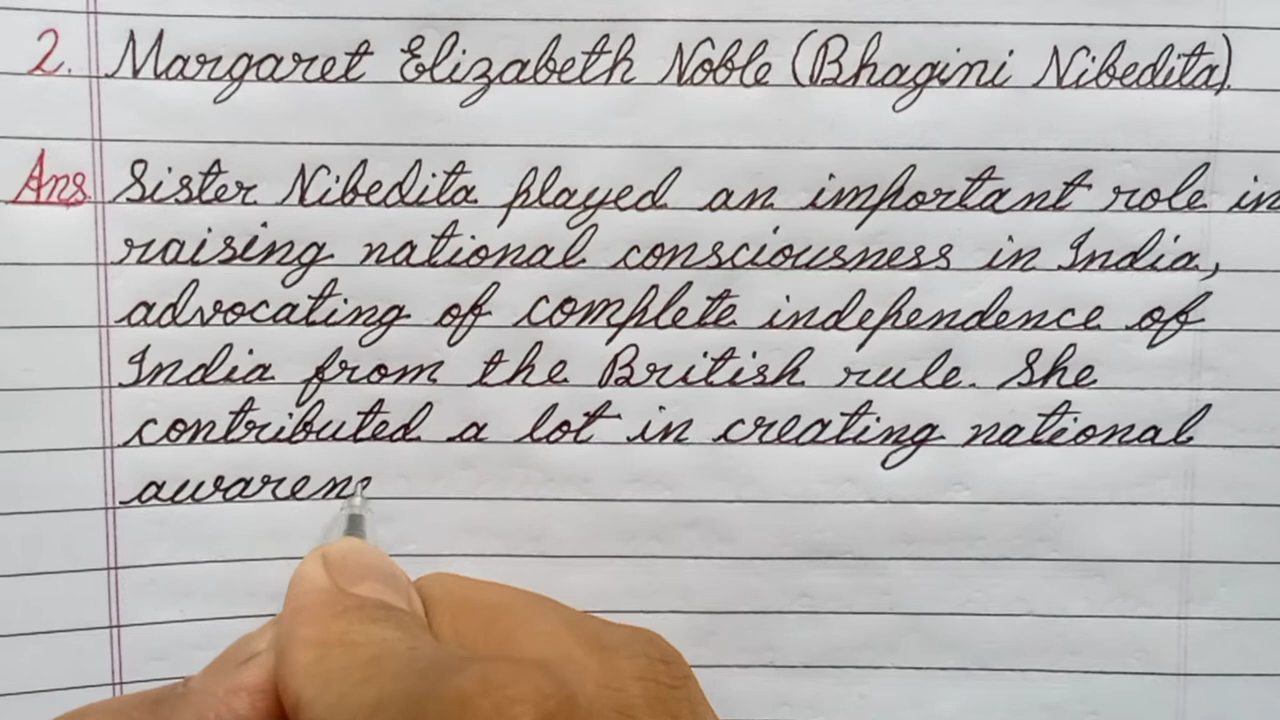 2. Margaret Elizabeth Noble (Bhagini Nibedita).
Ans Sister Nibedita played an important role in
raising national consciousness in India,
advocating of complete independence of
India from the British rule. She
contributed a lot in creating national
awaren